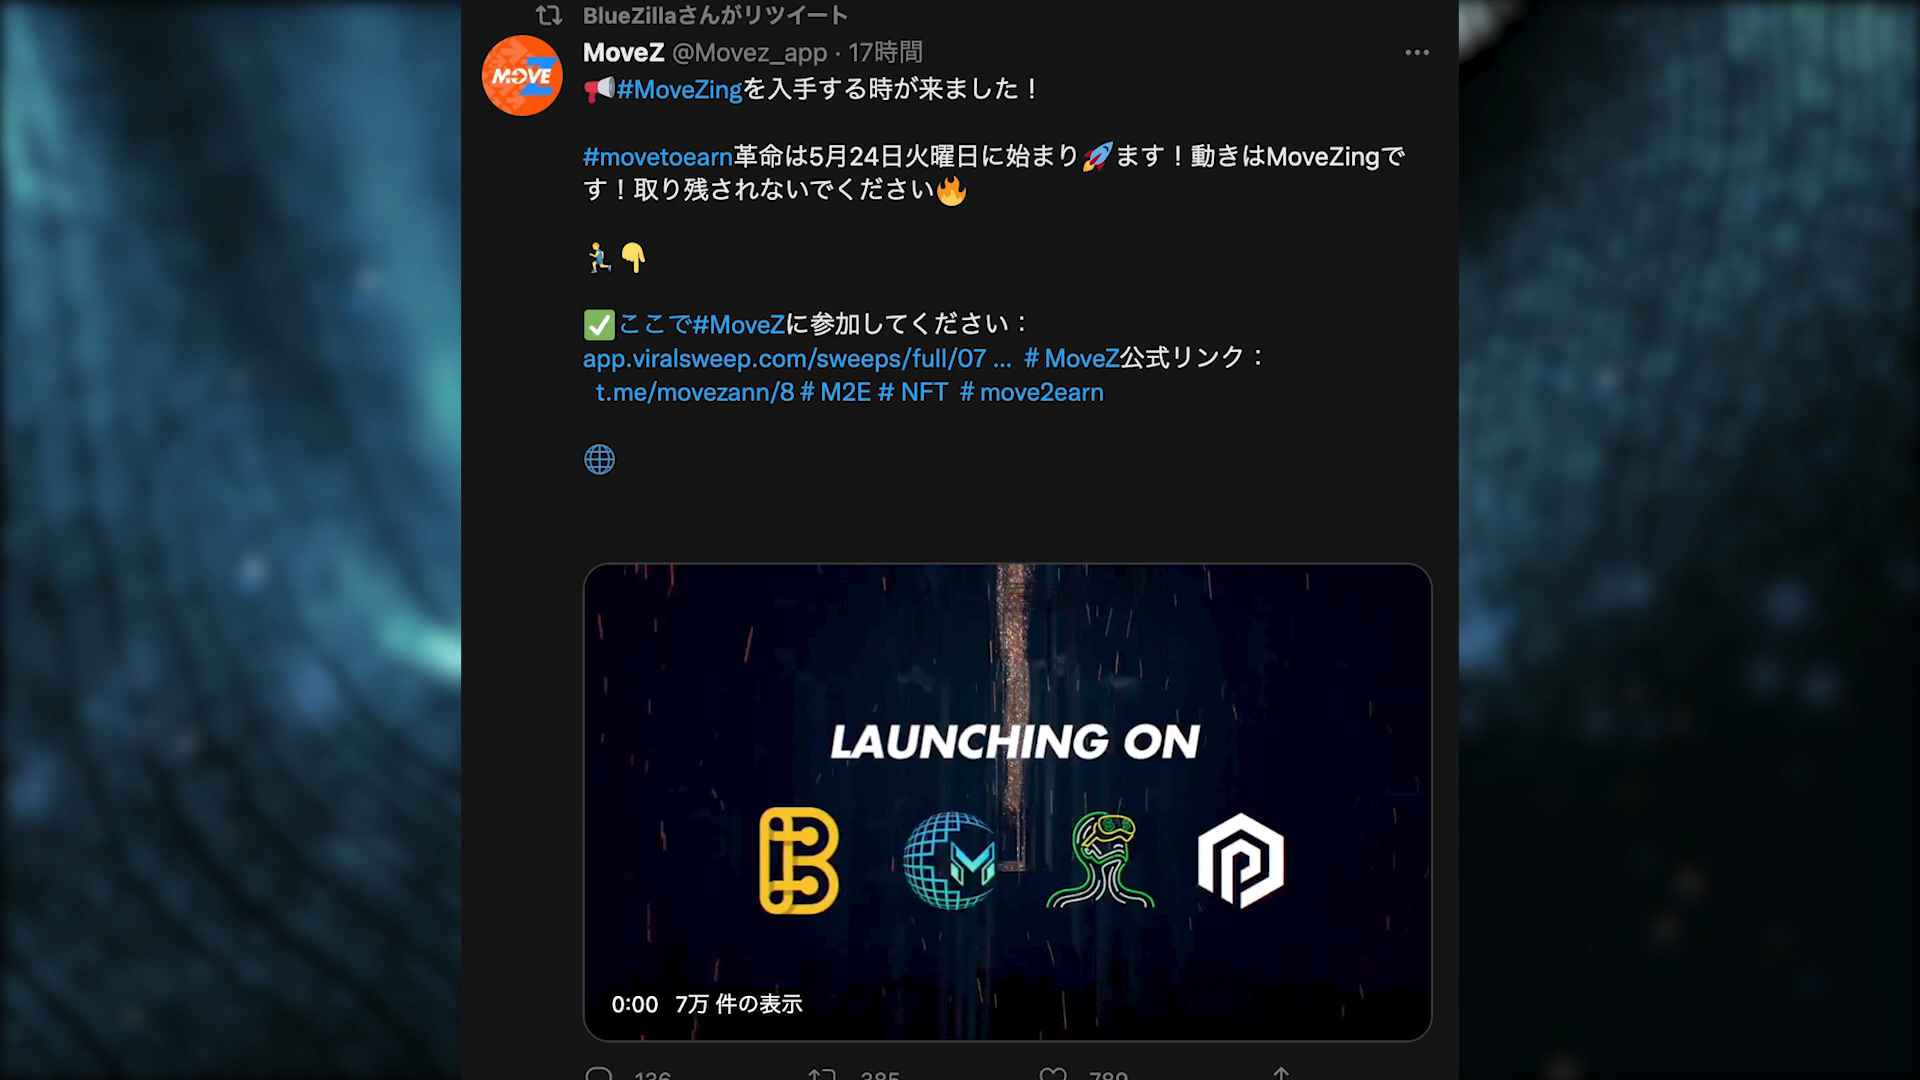 BlueZillaさんがリツイート
MoveZ @Movez_app · 17時間
📢#MoveZingを入手する時が来ました！
#movetoearn革命は5月24日火曜日に始まり🚀ます！動きはMoveZingで
す！取り残されないでください🔥
🏃👇
✅ここで#MoveZに参加してください：
app.viralsweep.com/sweeps/full/07 ... # MoveZ公式リンク：
t.me/movezann/8 # M2E # NFT # move2earn
🌐
MOVE Z
LAUNCHING ON
0:00 7万 件の表示
136 385 789